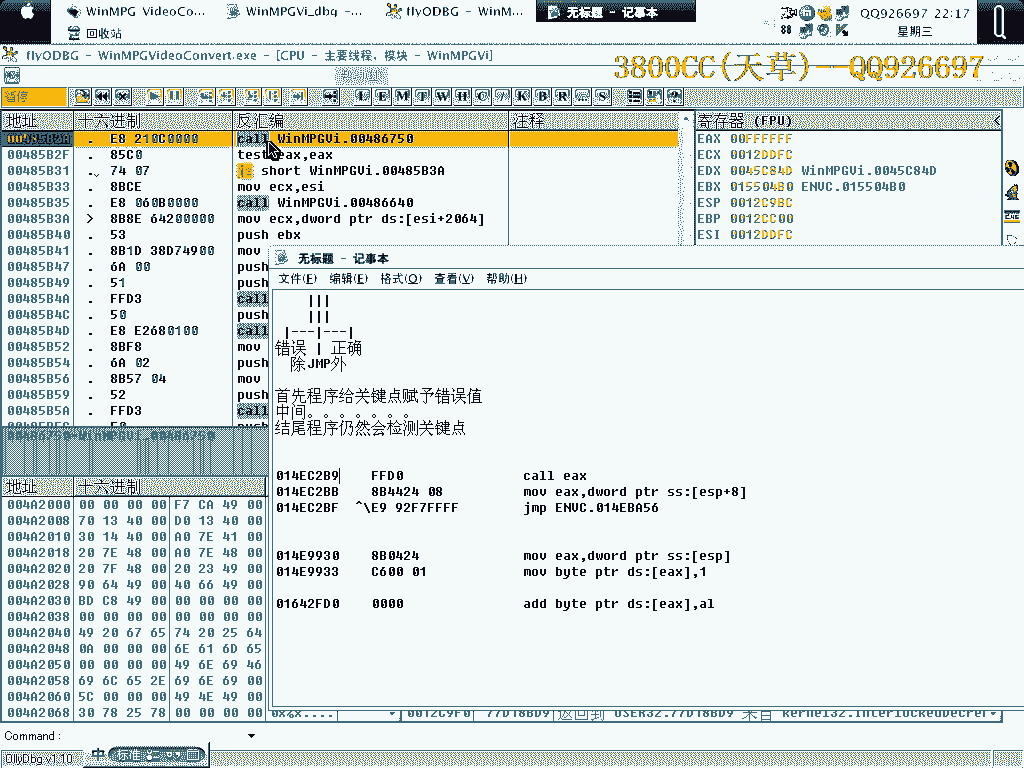 WinMPG VideoCo...
WinMPGVi_dbg -...
flyODBG - WinM...
无标题 - 记事本
回收站
QQ926697 22:17
星期三
flyODBG - WinMPGVideoConvert.exe - [CPU - 主要线程, 模块 - WinMPGVi]
3800CC(天草)--QQ926697
暂停
L E M T W H C / K B R ... S
地址 十六进制 反汇编 注释 寄存器 (FPU)
00485B2A . E8 210C0000 call WinMPGVi.00486750
EAX 00FFFFFF
00485B2F . 85C0 test eax,eax
ECX 0012DDFC
00485B31 .⌄ 74 07 je short WinMPGVi.00485B3A
EDX 0045C84D WinMPGVi.0045C84D
00485B33 . 8BCE mov ecx,esi
EBX 015504B0 ENVC.015504B0
00485B35 . E8 060B0000 call WinMPGVi.00486640
ESP 0012C9BC
00485B3A > 8B8E 64200000 mov ecx,dword ptr ds:[esi+2064]
EBP 0012CC00
00485B40 . 53 push ebx
ESI 0012DDFC
00485B41 . 8B1D 38D74900 mov
00485B47 . 6A 00 push
00485B49 . 51 push
00485B4A . FFD3 call
00485B4C . 50 push
00485B4D . E8 E2680100 call
00485B52 . 8BF8 mov
00485B54 . 6A 02 push
00485B56 . 8B57 04 mov
00485B59 . 52 push
00485B5A . FFD3 call
00486750=WinMPGVi.00486750
无标题 - 记事本
文件(F) 编辑(E) 格式(O) 查看(V) 帮助(H)
|||
|||
|---|---|
错误 | 正确
除JMP外
首先程序给关键点赋予错误值
中间。。。。。。。
结尾程序仍然会检测关键点
014EC2B9 FFD0 call eax
014EC2BB 8B4424 08 mov eax,dword ptr ss:[esp+8]
014EC2BF ^\E9 92F7FFFF jmp ENVC.014EBA56
014E9930 8B0424 mov eax,dword ptr ss:[esp]
014E9933 C600 01 mov byte ptr ds:[eax],1
01642FD0 0000 add byte ptr ds:[eax],al
地址 十六进制
004A2000 00 00 00 00 F7 CA 49 00
004A2008 70 13 40 00 D0 13 40 00
004A2010 30 14 40 00 A0 7E 41 00
004A2018 20 7E 48 00 A0 7E 48 00
004A2020 20 7F 48 00 20 23 49 00
004A2028 90 64 49 00 40 66 49 00
004A2030 BD C8 49 00 00 00 00 00
004A2038 00 00 00 00 00 00 00 00
004A2040 49 20 67 65 74 20 25 64
004A2048 0A 00 00 00 6E 61 6D 65
004A2050 00 00 00 00 49 6E 69 46
004A2058 69 6C 65 2E 69 6E 69 00
004A2060 5C 00 00 00 49 4E 49 00
004A2068 30 78 25 78 00 00 00 00 0x%x....
0012C9F0 77D18BD9 返回到 USER32.77D18BD9 来自 kernel32.InterlockedDecrer
Command :
OllyDbg v1.10
中 标准